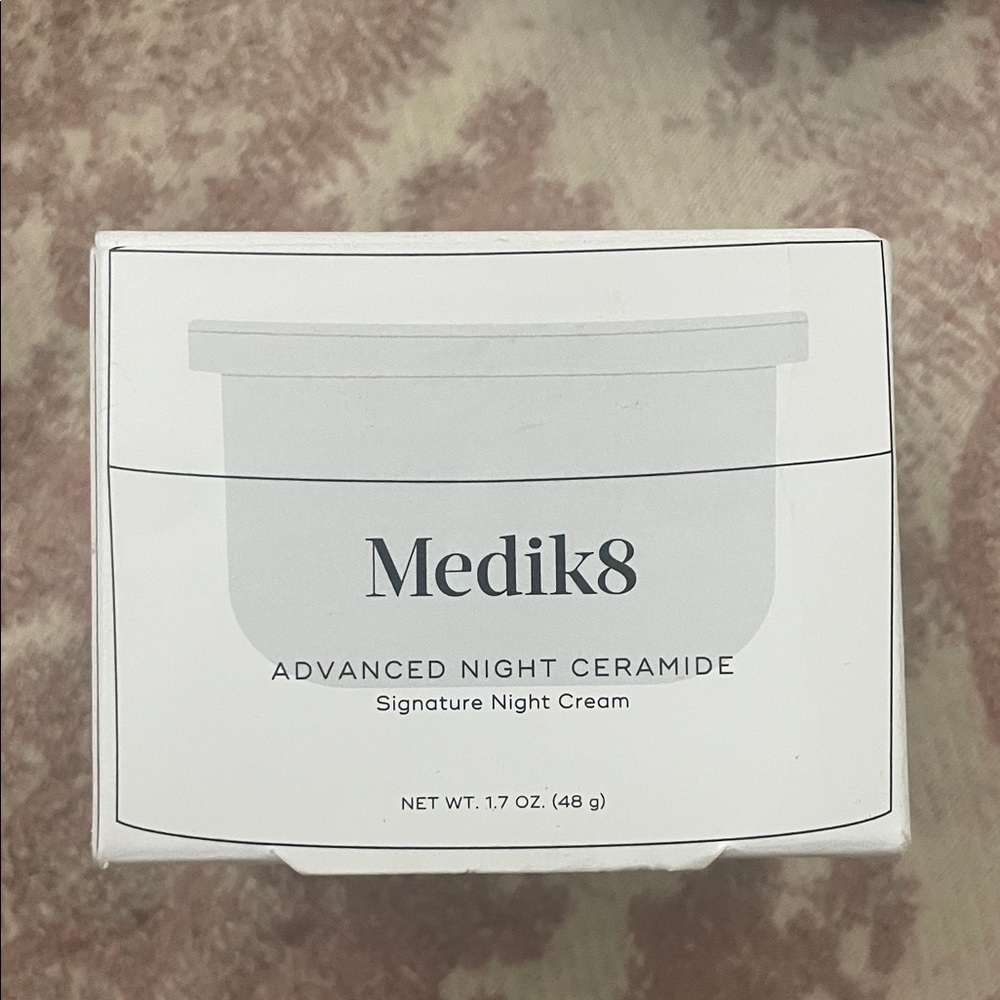 Medik8
ADVANCED NIGHT CERAMIDE
Signature Night Cream
NET WT. 1.7 OZ. (48 g)